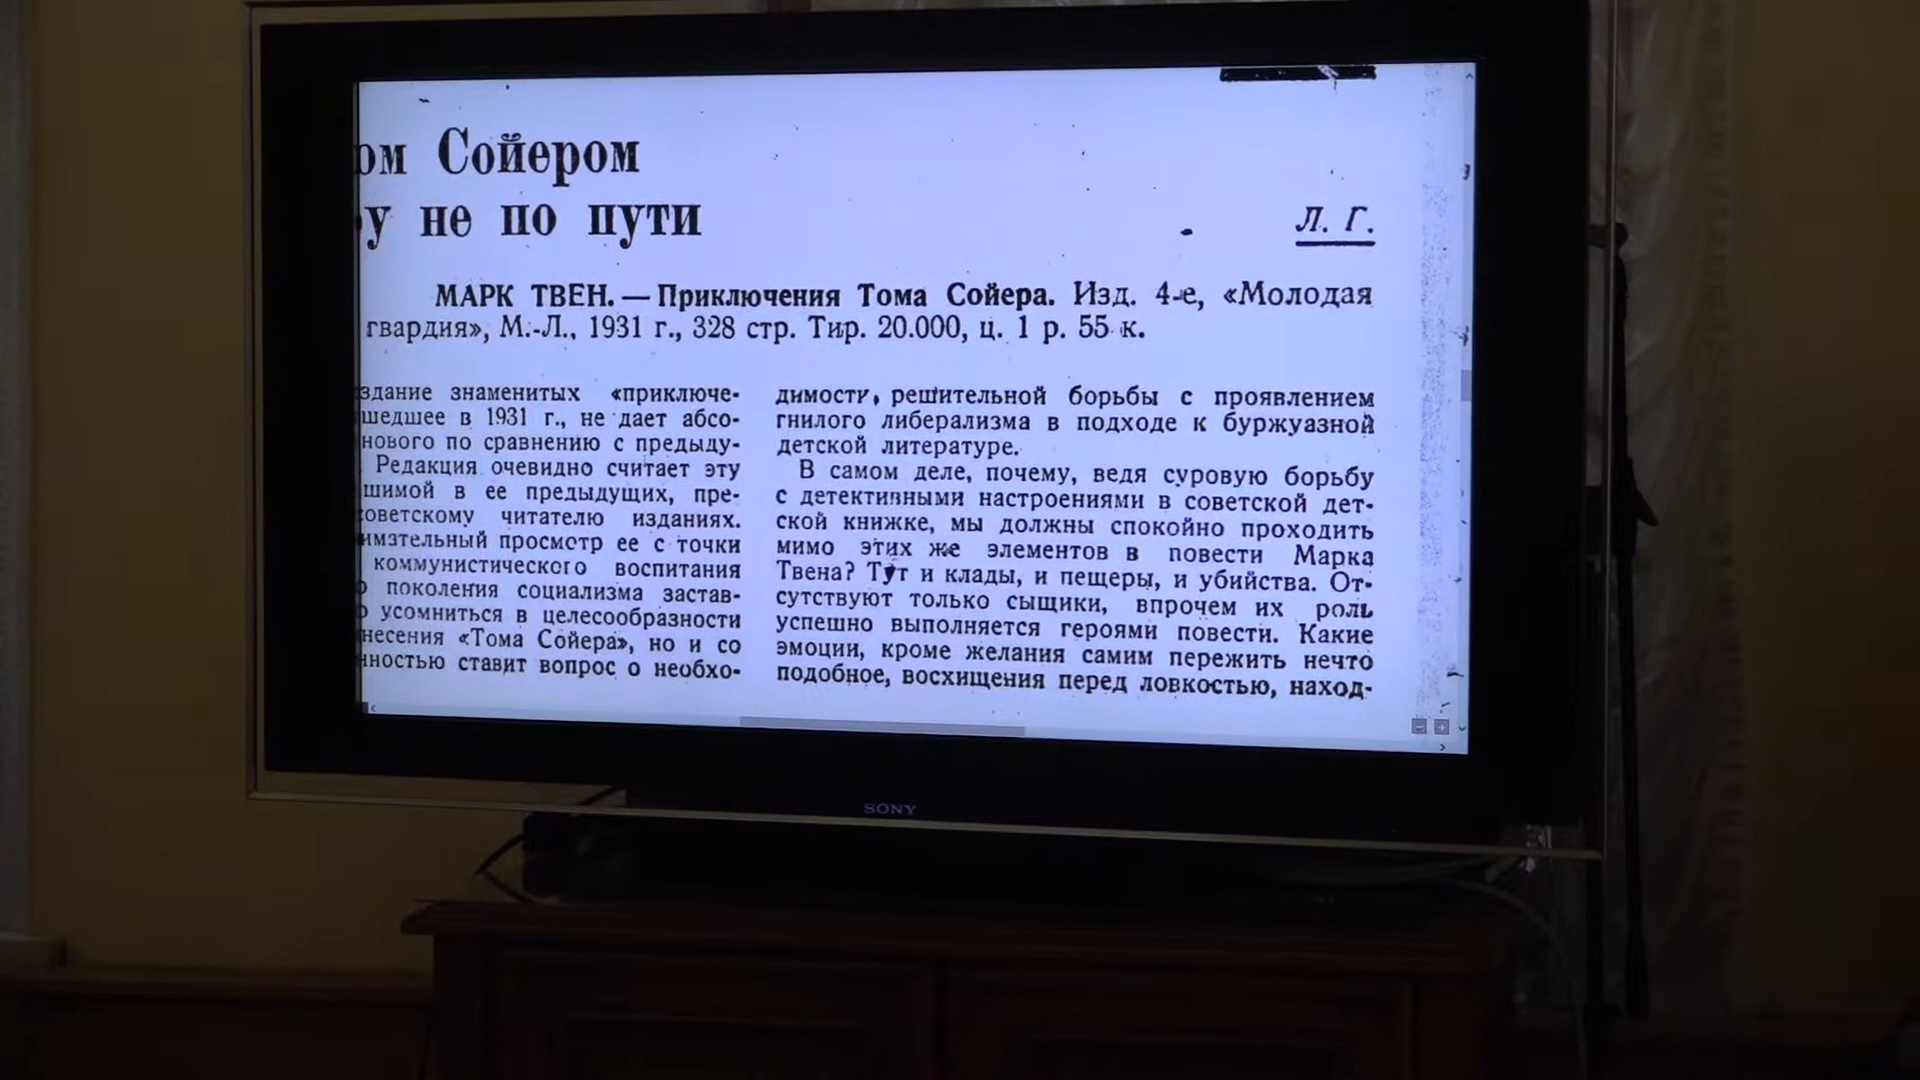 ом Сойером
у не по пути
Л. Г.
МАРК ТВЕН. — Приключения Тома Сойера. Изд. 4-е, «Молодая
гвардия», М.-Л., 1931 г., 328 стр. Тир. 20.000, ц. 1 р. 55 к.
здание знаменитых «приключе-
шедшее в 1931 г., не дает абсо-
нового по сравнению с предыду-
Редакция очевидно считает эту
шимой в ее предыдущих, пре-
советскому читателю изданиях.
имательный просмотр ее с точки
коммунистического воспитания
поколения социализма застав-
усомниться в целесообразности
несения «Тома Сойера», но и со
нностью ставит вопрос о необхо-
димости, решительной борьбы с проявлением
гнилого либерализма в подходе к буржуазной
детской литературе.
В самом деле, почему, ведя суровую борьбу
с детективными настроениями в советской дет-
ской книжке, мы должны спокойно проходить
мимо этих же элементов в повести Марка
Твена? Тут и клады, и пещеры, и убийства. От-
сутствуют только сыщики, впрочем их роль
успешно выполняется героями повести. Какие
эмоции, кроме желания самим пережить нечто
подобное, восхищения перед ловкостью, наход-
SONY